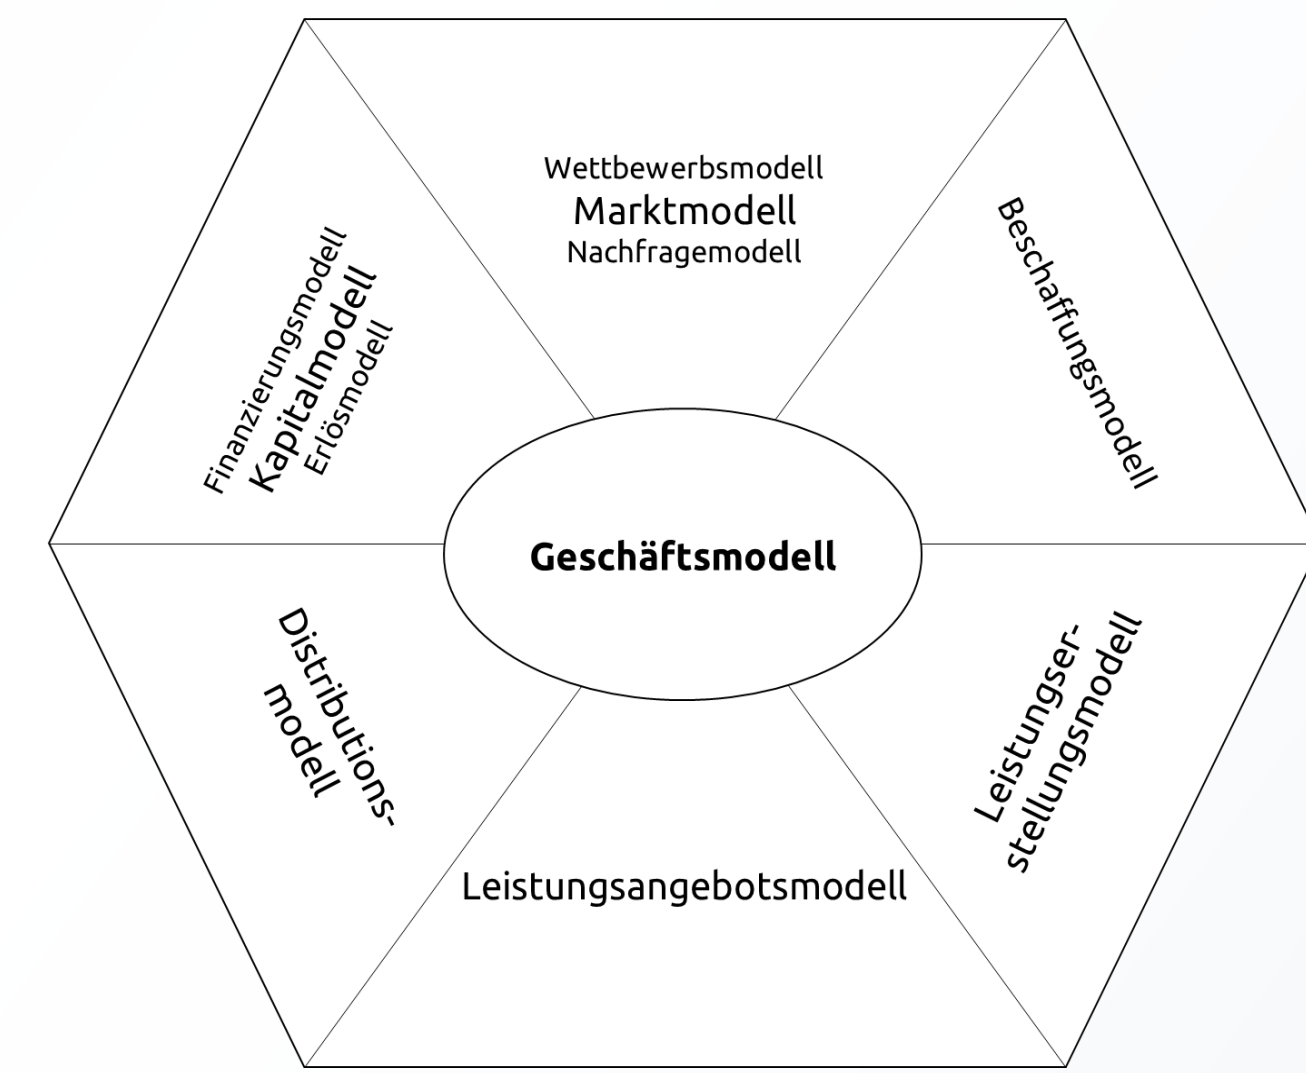 Wettbewerbsmodell
Marktmodell
Nachfragemodell
Beschaffungsmodell
Finanzierungsmodell
Kapitalmodell
Erlösmodell
Geschäftsmodell
Distributions-
modell
Leistungser-
stellungsmodell
Leistungsangebotsmodell